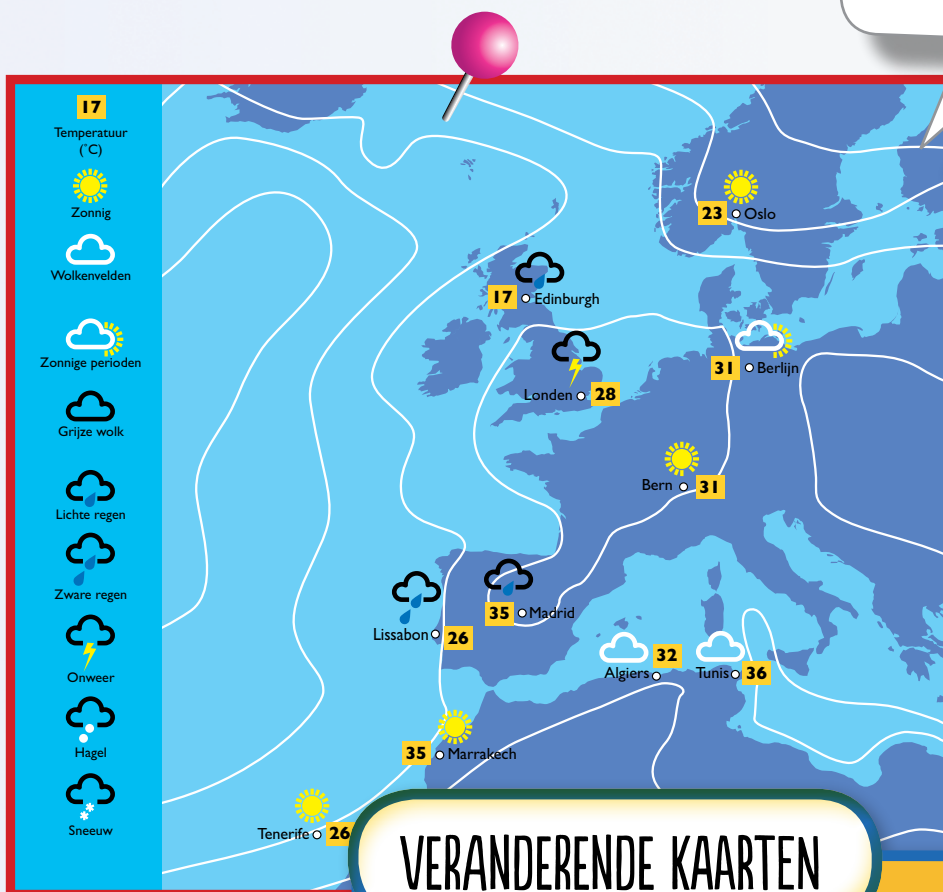 17
Temperatuur
(°C)
Zonnig
Wolkenvelden
Zonnige perioden
Grijze wolk
Lichte regen
Zware regen
Onweer
Hagel
Sneeuw
23 Oslo
17 Edinburgh
31 Berlijn
Londen 28
Bern 31
35 Madrid
Lissabon 26
Algiers 32
Tunis 36
35 Marrakech
Tenerife 26
VERANDERENDE KAARTEN